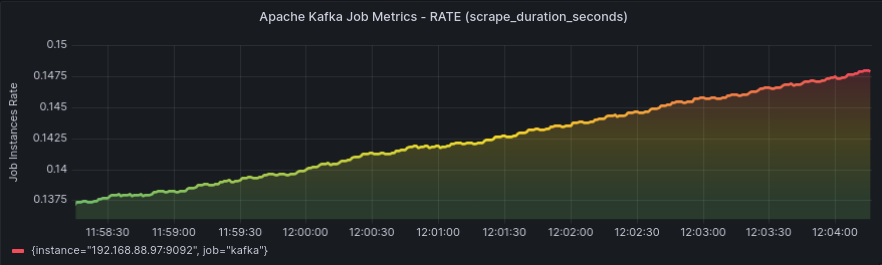 Apache Kafka Job Metrics - RATE (scrape_duration_seconds)
Job Instances Rate
0.15
0.1475
0.145
0.1425
0.14
0.1375
11:58:30 11:59:00 11:59:30 12:00:00 12:00:30 12:01:00 12:01:30 12:02:00 12:02:30 12:03:00 12:03:30 12:04:00
{instance="192.168.88.97:9092", job="kafka"}